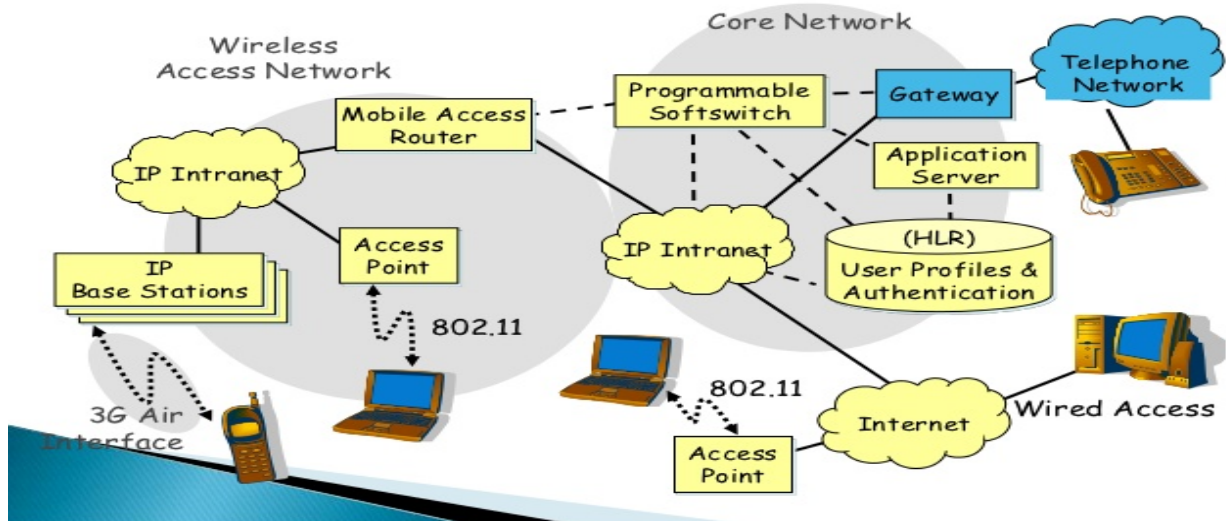 Wireless
Access Network
Core Network
Telephone
Network
Programmable
Softswitch
Gateway
Mobile Access
Router
IP Intranet
Application
Server
Access
Point
IP Intranet
(HLR)
User Profiles &
Authentication
IP
Base Stations
802.11
802.11
3G Air
Interface
Internet
Wired Access
Access
Point